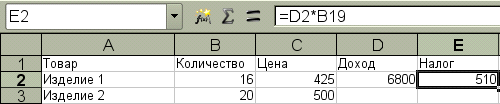 E2 Σ = =D2*B19
A B C D E
1 Товар Количество Цена Доход Налог
2 Изделие 1 16 425 6800 510
3 Изделие 2 20 500